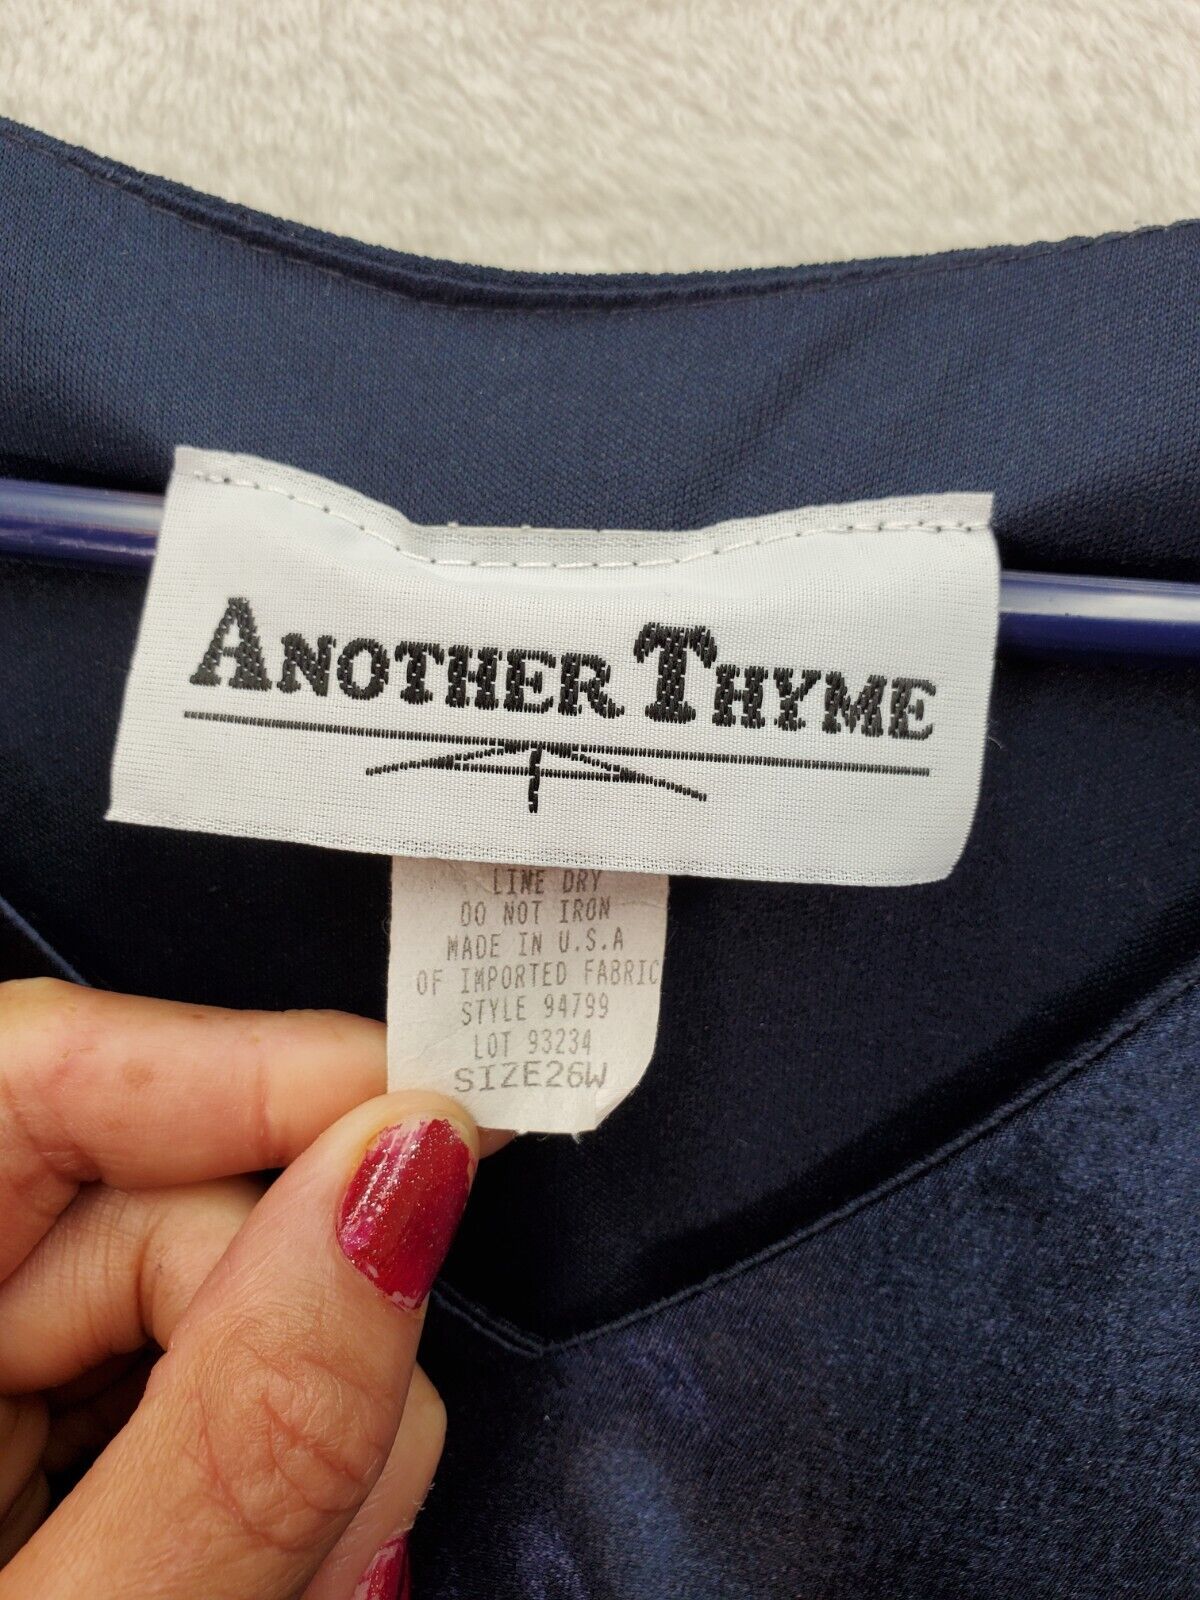 ANOTHER THYME
LINE DRY
DO NOT IRON
MADE IN U.S.A
OF IMPORTED FABRIC
STYLE 94799
LOT 93234
SIZE26W